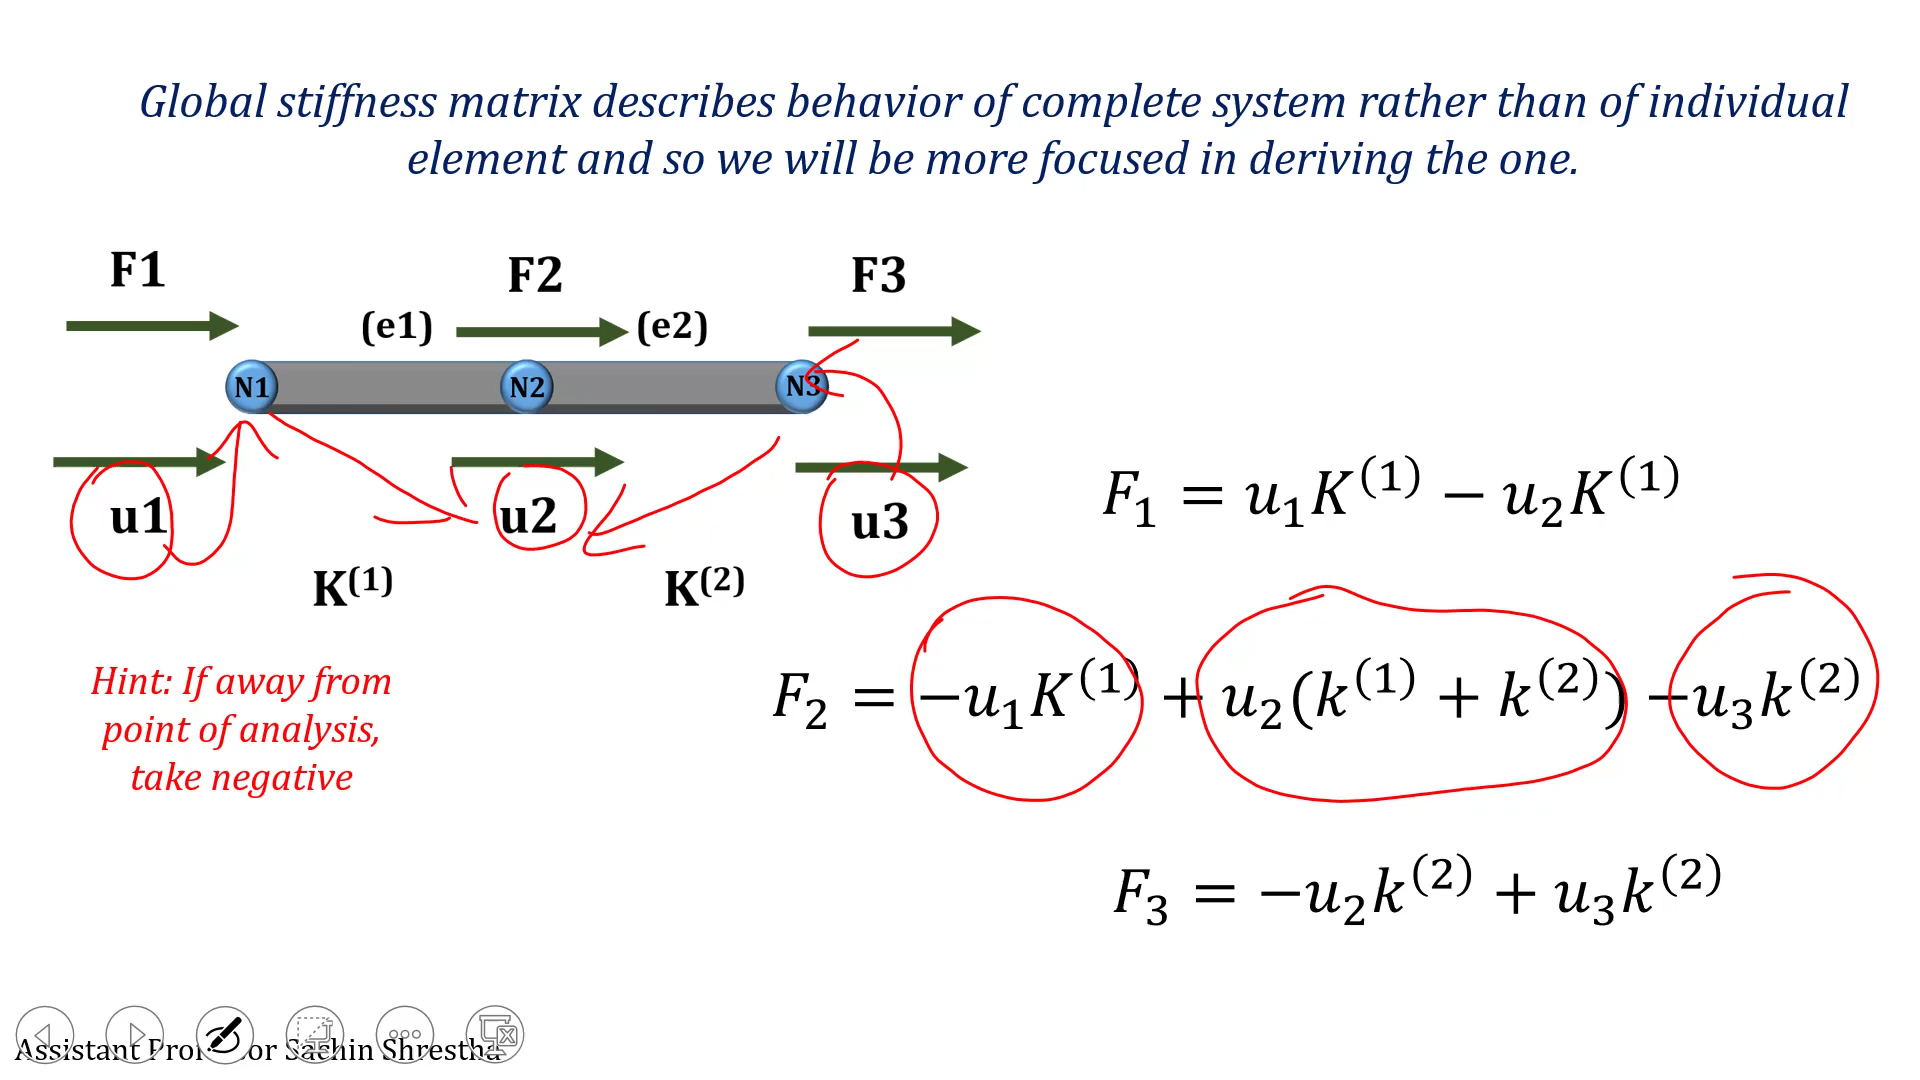 Global stiffness matrix describes behavior of complete system rather than of individual
element and so we will be more focused in deriving the one.
F1 F2 F3
(e1) (e2)
N1 N2 N3
u1 u2 u3
K⁽¹⁾ K⁽²⁾
F₁ = u₁K⁽¹⁾ − u₂K⁽¹⁾
F₂ = −u₁K⁽¹⁾ + u₂(k⁽¹⁾ + k⁽²⁾) −u₃k⁽²⁾
F₃ = −u₂k⁽²⁾ + u₃k⁽²⁾
Hint: If away from
point of analysis,
take negative
Assistant Professor Sachin Shrestha